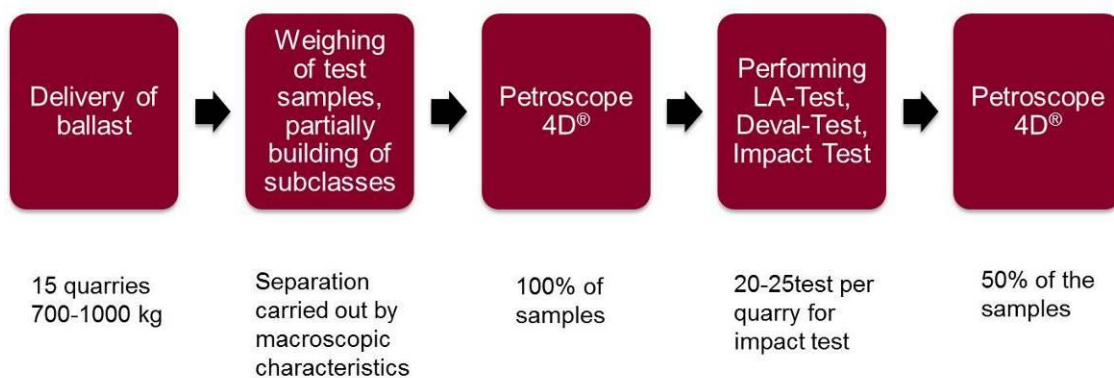 Delivery of
ballast
Weighing
of test
samples,
partially
building of
subclasses
Petroscope
4D®
Performing
LA-Test,
Deval-Test,
Impact Test
Petroscope
4D®
15 quarries
700-1000 kg
Separation
carried out by
macroscopic
characteristics
100% of
samples
20-25test per
quarry for
impact test
50% of the
samples